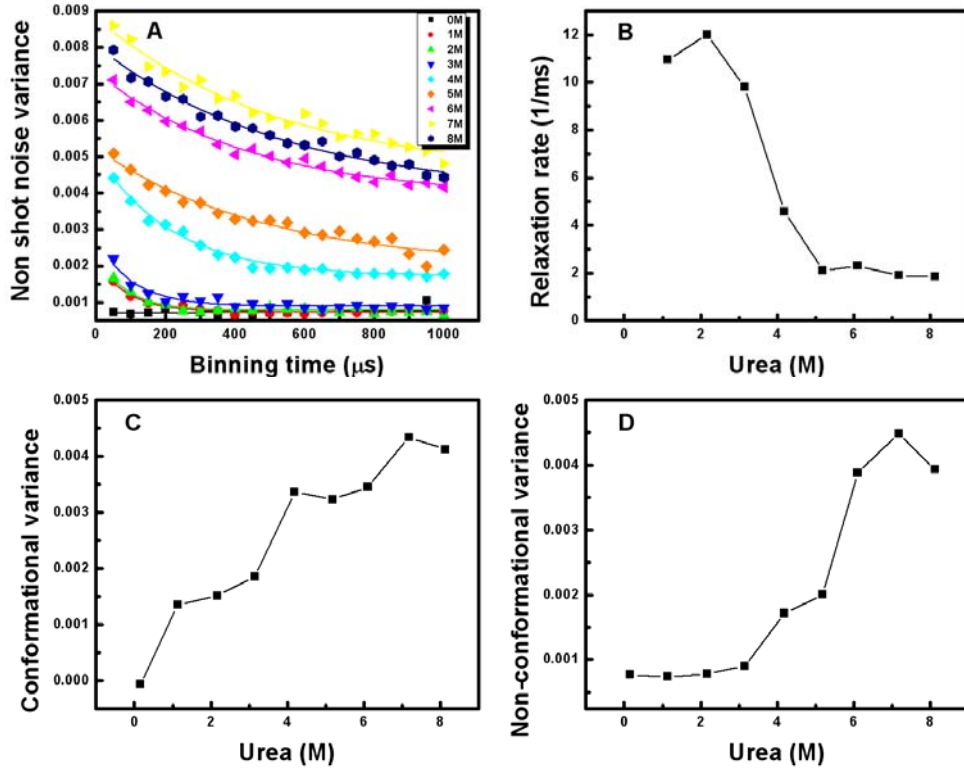 A
Non shot noise variance
0.009
0.008
0.007
0.006
0.005
0.004
0.003
0.002
0.001
0 200 400 600 800 1000
Binning time (μs)
0M
1M
2M
3M
4M
5M
6M
7M
8M
B
Relaxation rate (1/ms)
12
10
8
6
4
2
0
0 2 4 6 8
Urea (M)
C
Conformational variance
0.005
0.004
0.003
0.002
0.001
0.000
0 2 4 6 8
Urea (M)
D
Non-conformational variance
0.005
0.004
0.003
0.002
0.001
0 2 4 6 8
Urea (M)